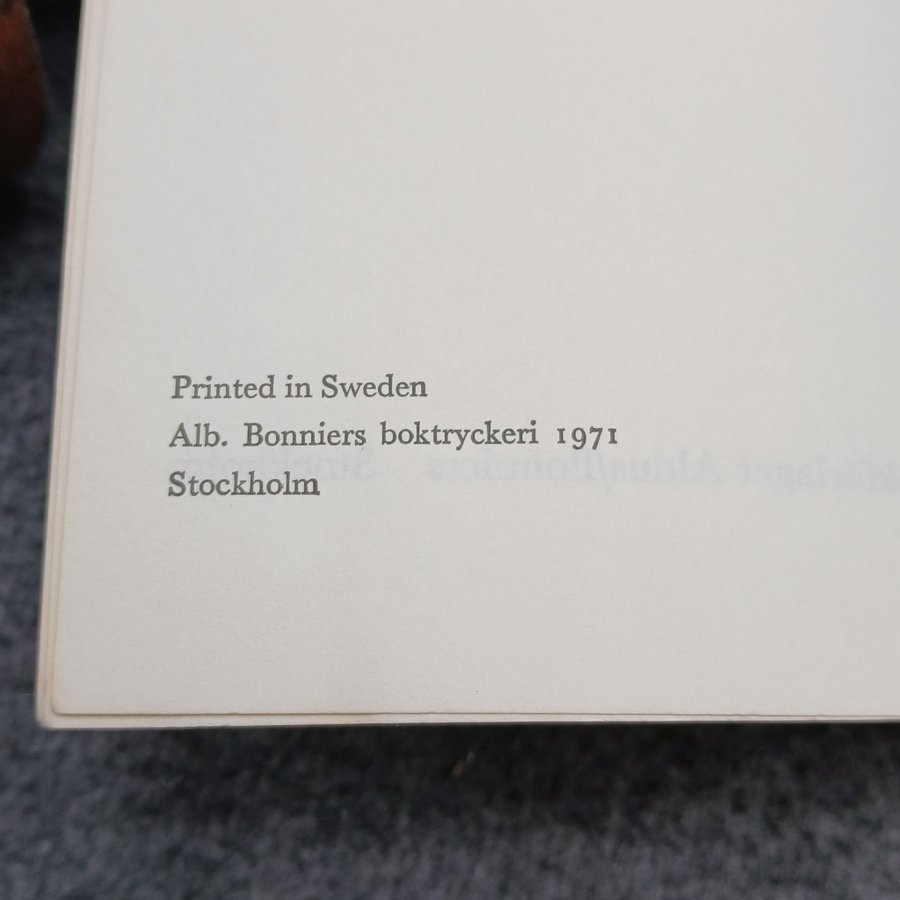 Printed in Sweden
Alb. Bonniers boktryckeri 1971
Stockholm